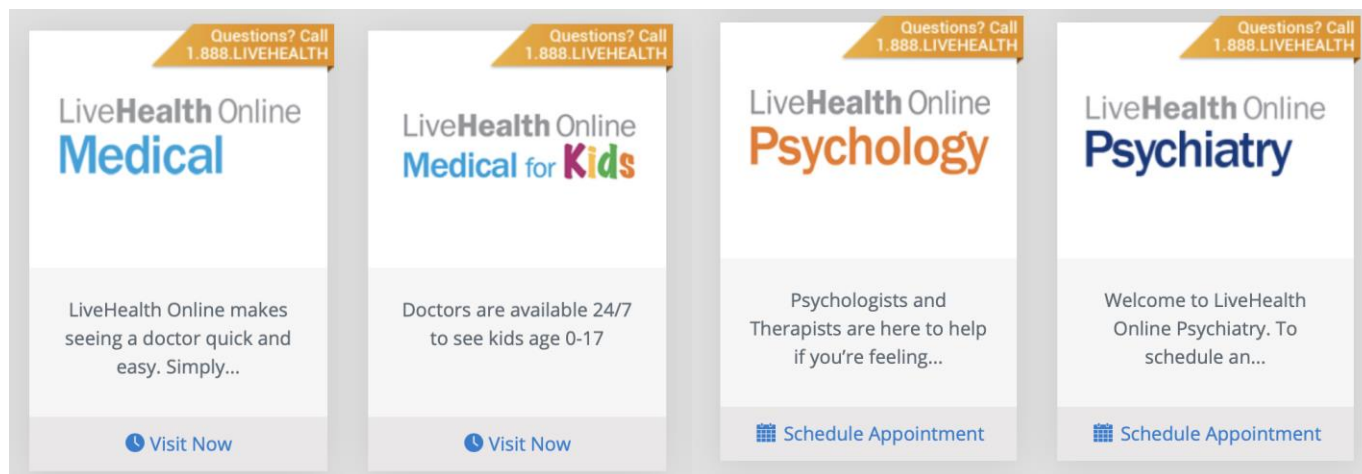 Questions? Call
1.888.LIVEHEALTH
LiveHealth Online
Medical
LiveHealth Online makes
seeing a doctor quick and
easy. Simply...
Visit Now
Questions? Call
1.888.LIVEHEALTH
LiveHealth Online
Medical for Kids
Doctors are available 24/7
to see kids age 0-17
Visit Now
Questions? Call
1.888.LIVEHEALTH
LiveHealth Online
Psychology
Psychologists and
Therapists are here to help
if you’re feeling...
Schedule Appointment
Questions? Call
1.888.LIVEHEALTH
LiveHealth Online
Psychiatry
Welcome to LiveHealth
Online Psychiatry. To
schedule an...
Schedule Appointment